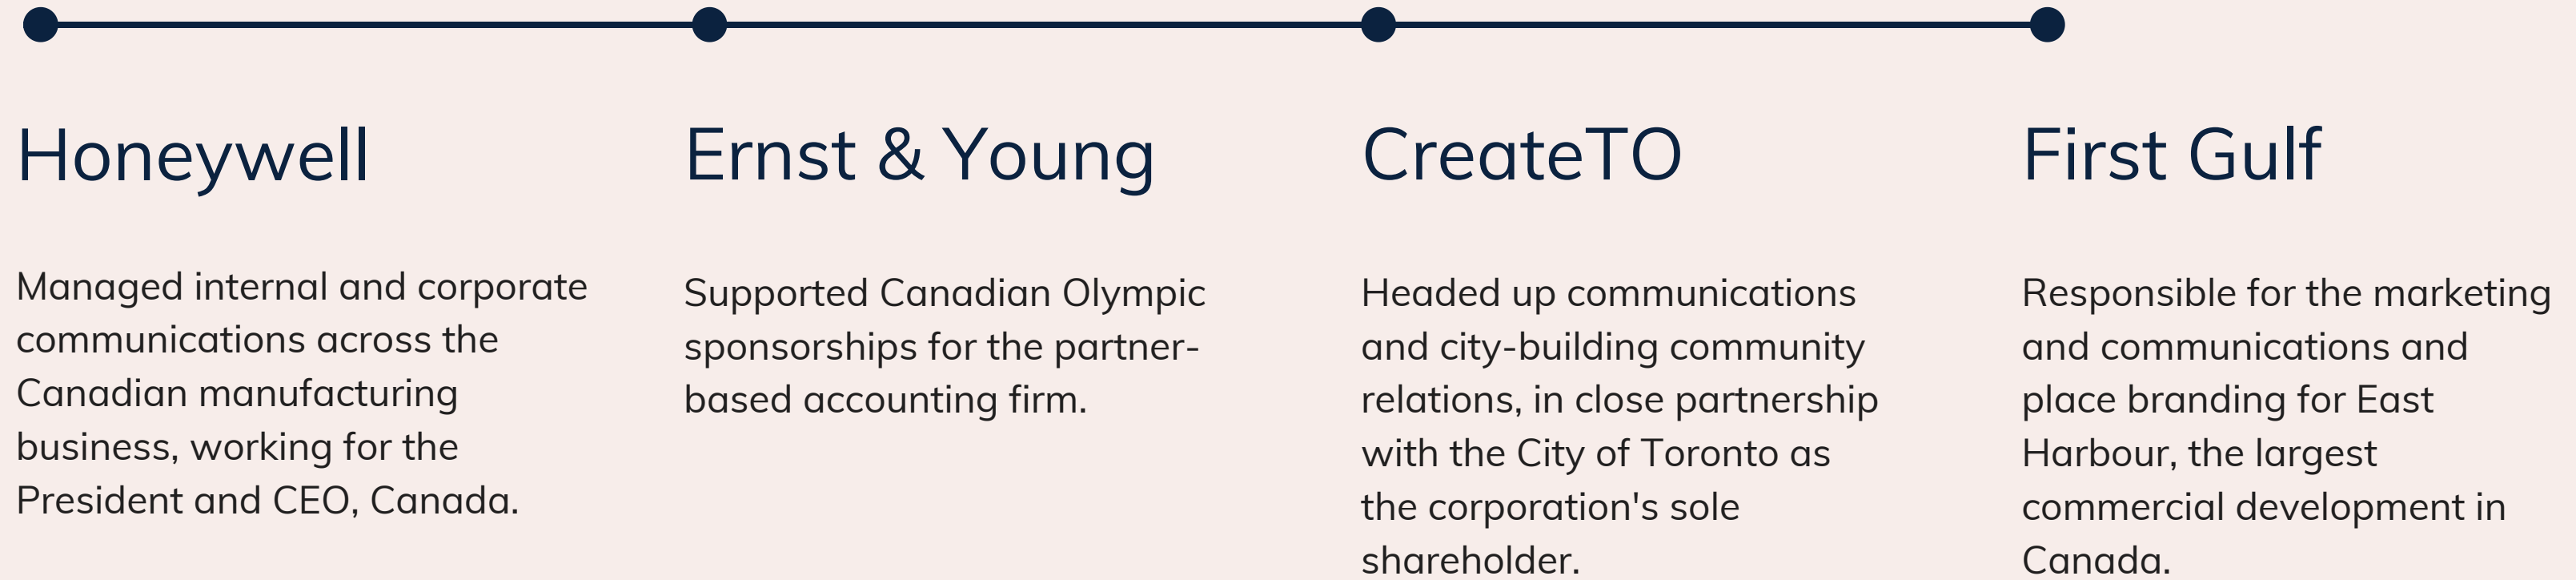 Honeywell
Managed internal and corporate
communications across the
Canadian manufacturing
business, working for the
President and CEO, Canada.
Ernst & Young
Supported Canadian Olympic
sponsorships for the partner-
based accounting firm.
CreateTO
Headed up communications
and city-building community
relations, in close partnership
with the City of Toronto as
the corporation's sole
shareholder.
First Gulf
Responsible for the marketing
and communications and
place branding for East
Harbour, the largest
commercial development in
Canada.